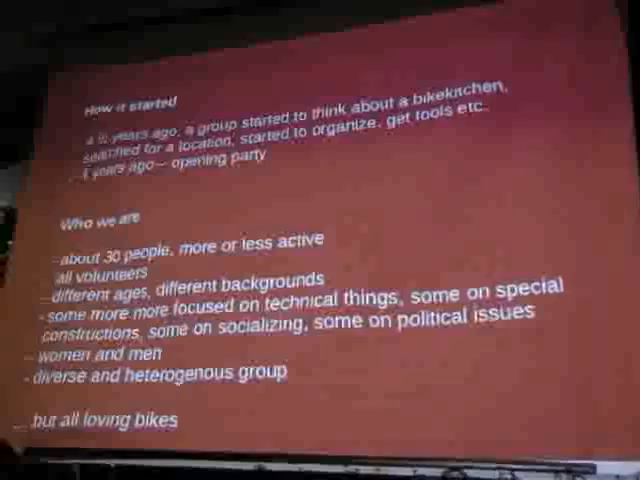 How it started
4 ½ years ago, a group started to think about a bikekitchen,
searched for a location, started to organize, get tools etc.
years ago – opening party
Who we are
- about 30 people, more or less active
all volunteers
- different ages, different backgrounds
- some more more focused on technical things, some on special
constructions, some on socializing, some on political issues
- women and men
- diverse and heterogenous group
... but all loving bikes